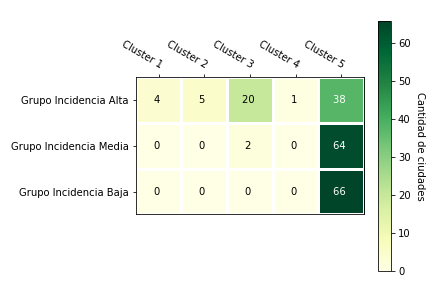 Cluster 1 Cluster 2 Cluster 3 Cluster 4 Cluster 5
Grupo Incidencia Alta 4 5 20 1 38
Grupo Incidencia Media 0 0 2 0 64
Grupo Incidencia Baja 0 0 0 0 66
60
50
40
30
20
10
0
Cantidad de ciudades